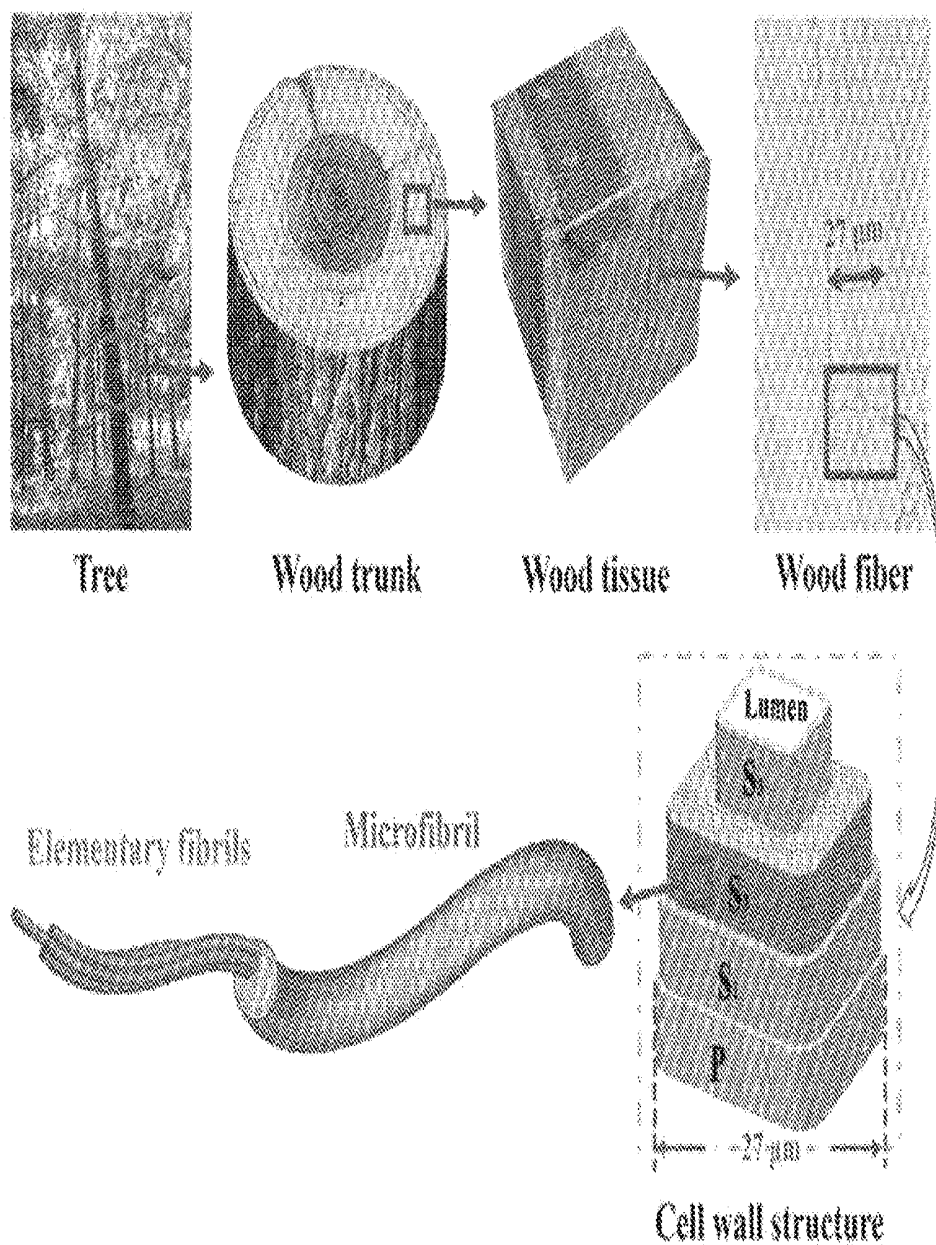 27 μm
Tree
Wood trunk
Wood tissue
Wood fiber
Lumen
S
Elementary fibrils
Microfibril
S
S
P
27 μm
Cell wall structure